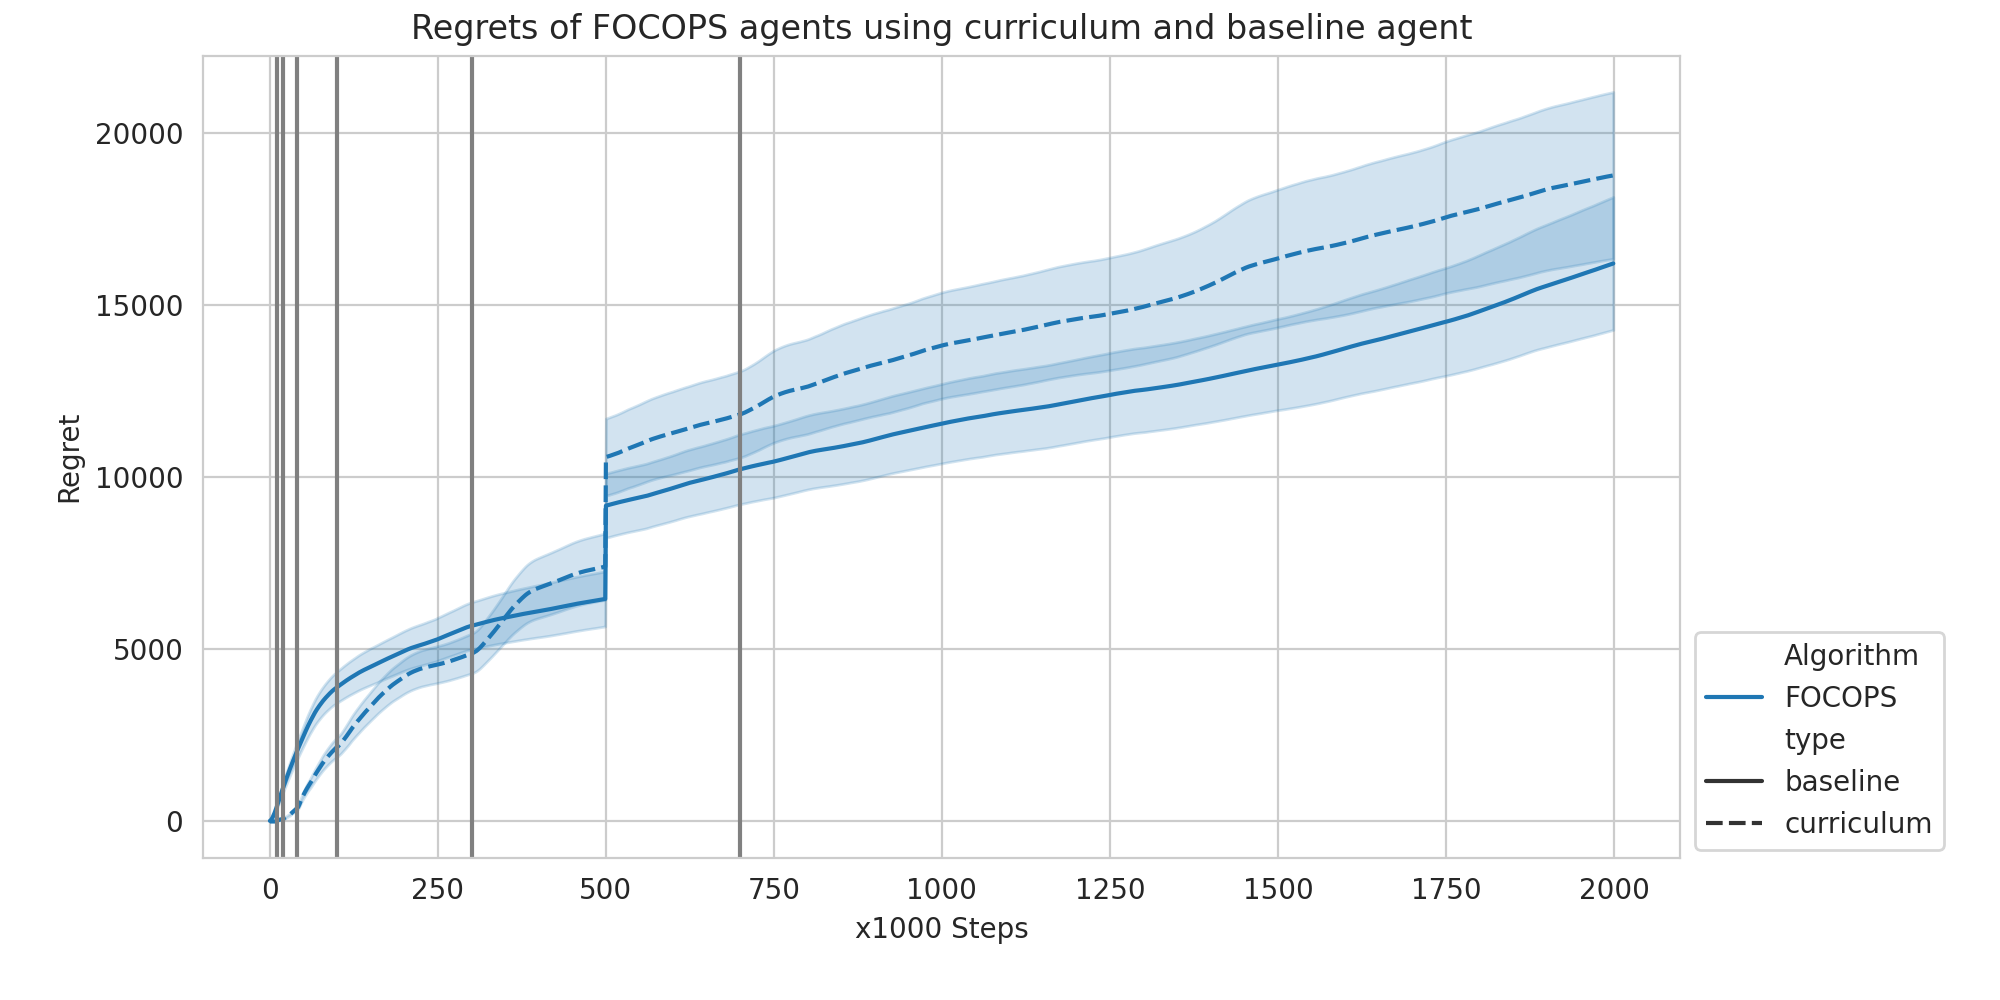 Regrets of FOCOPS agents using curriculum and baseline agent
Regret
20000
15000
10000
5000
0
0 250 500 750 1000 1250 1500 1750 2000
x1000 Steps
Algorithm
FOCOPS
type
baseline
curriculum